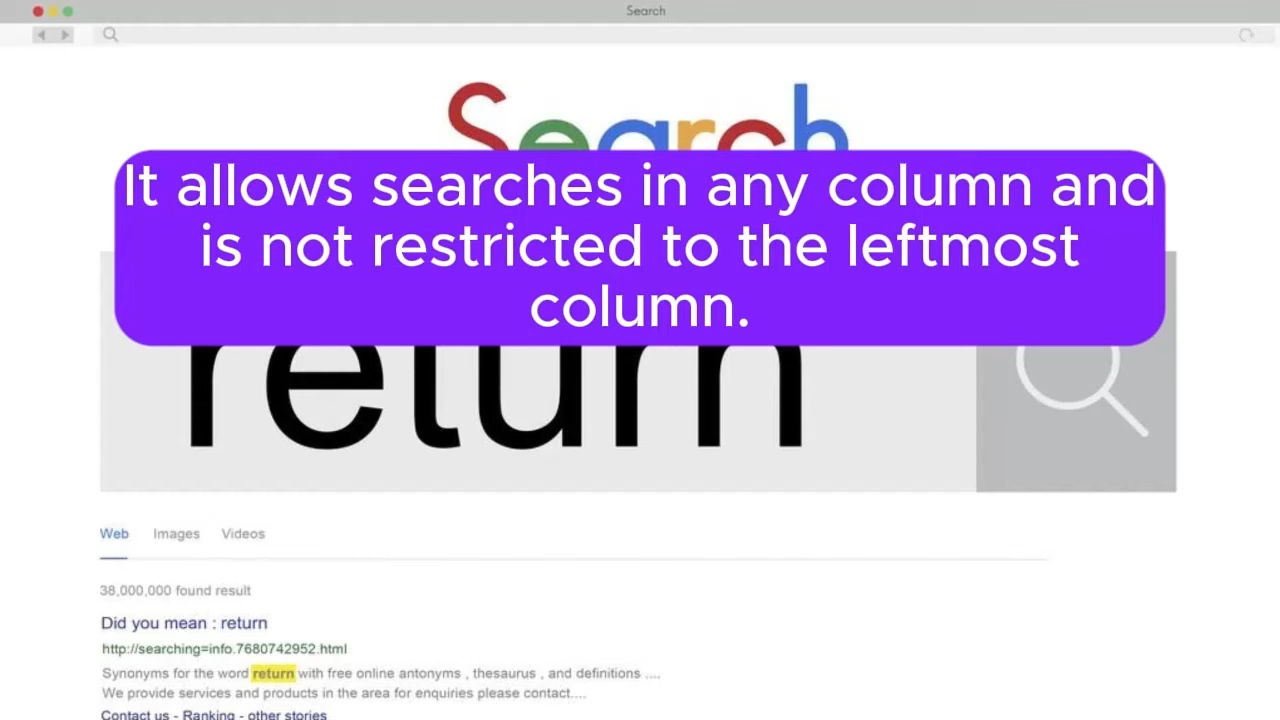 Search
Search
It allows searches in any column and
is not restricted to the leftmost
column.
return
Web Images Videos
38,000,000 found result
Did you mean : return
http://searching=info.7680742952.html
Synonyms for the word return with free online antonyms , thesaurus , and definitions ....
We provide services and products in the area for enquiries please contact....
Contact us - Ranking - other stories